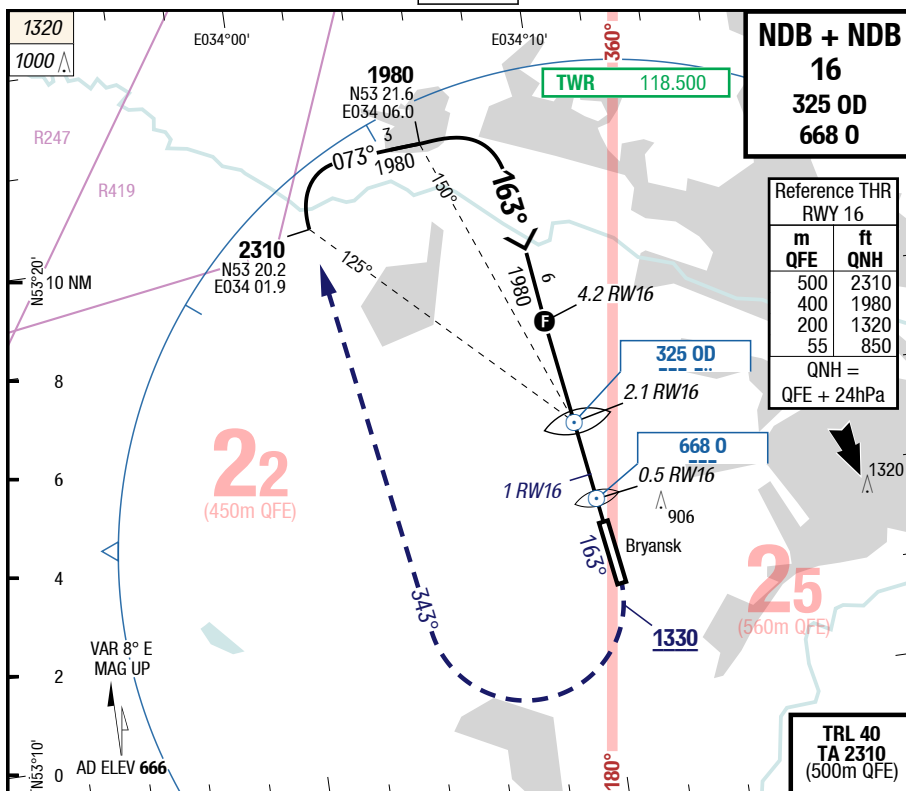 1320
1000
E034°00'
E034°10'
360°
NDB + NDB
16
325 OD
668 O
TWR 118.500
1980
N53 21.6
E034 06.0
3
073°
1980
R247
R419
150°
163°
2310
N53 20.2
E034 01.9
125°
6
1980
F
4.2 RW16
Reference THR
RWY 16
m ft
QFE QNH
500 2310
400 1980
200 1320
55 850
QNH =
QFE + 24hPa
N53°20'
10 NM
325 OD
2.1 RW16
8
22
(450m QFE)
668 O
0.5 RW16
1 RW16
906
1320
6
Bryansk
163°
25
(560m QFE)
4
343°
1330
VAR 8° E
MAG UP
2
AD ELEV 666
N53°10'
0
180°
TRL 40
TA 2310
(500m QFE)